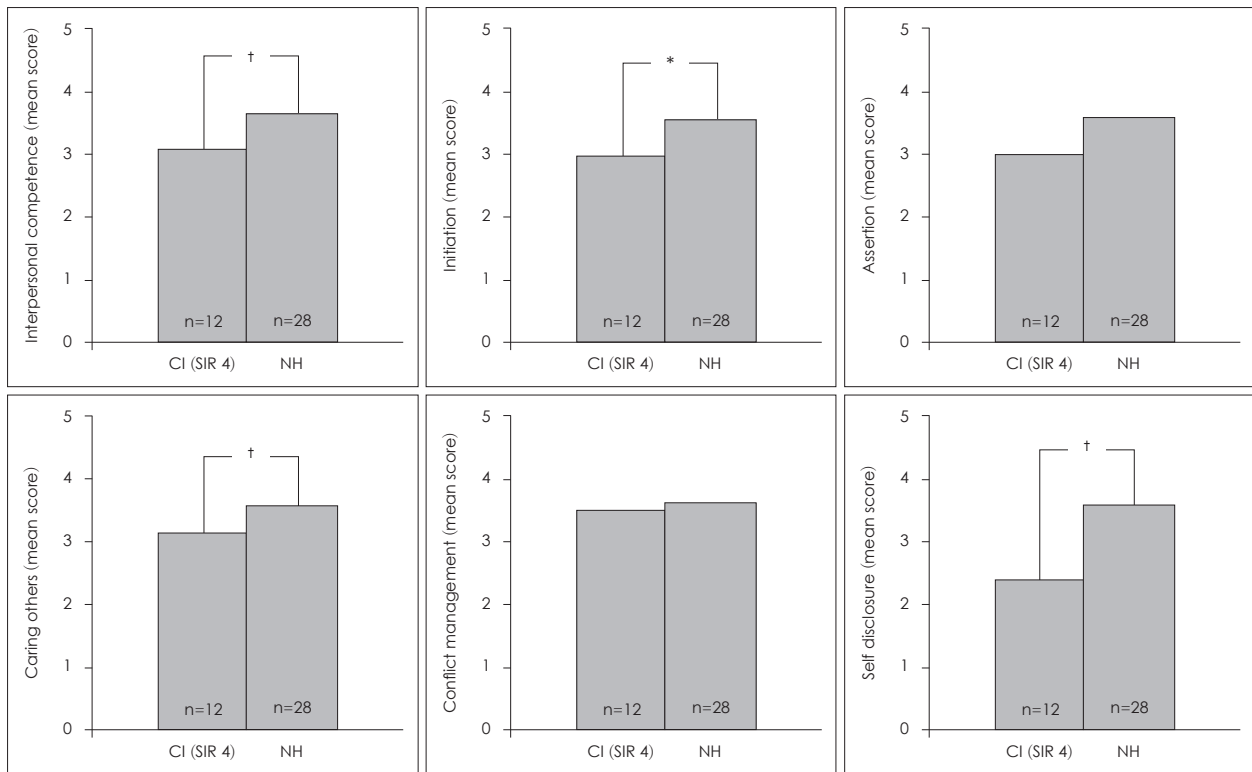 Interpersonal competence (mean score)
5
4
3
2
1
0
†
n=12
n=28
CI (SIR 4)
NH
Initiation (mean score)
5
4
3
2
1
0
*
n=12
n=28
CI (SIR 4)
NH
Assertion (mean score)
5
4
3
2
1
0
n=12
n=28
CI (SIR 4)
NH
Caring others (mean score)
5
4
3
2
1
0
†
n=12
n=28
CI (SIR 4)
NH
Conflict management (mean score)
5
4
3
2
1
0
n=12
n=28
CI (SIR 4)
NH
Self disclosure (mean score)
5
4
3
2
1
0
†
n=12
n=28
CI (SIR 4)
NH